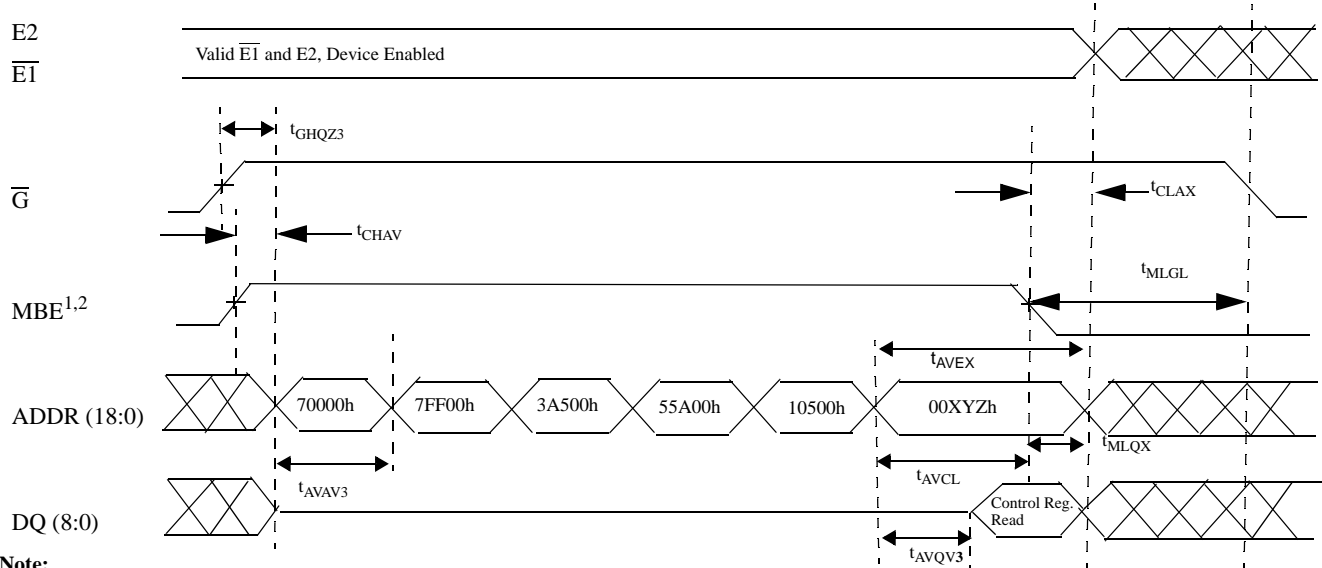 E2
Valid E1 and E2, Device Enabled
E1
tGHQZ3
G
tCLAX
tCHAV
tMLGL
MBE1,2
tAVEX
ADDR (18:0)
70000h
7FF00h
3A500h
55A00h
10500h
00XYZh
tMLQX
tAVAV3
tAVCL
DQ (8:0)
Control Reg.
Read
tAVQV3
Note: